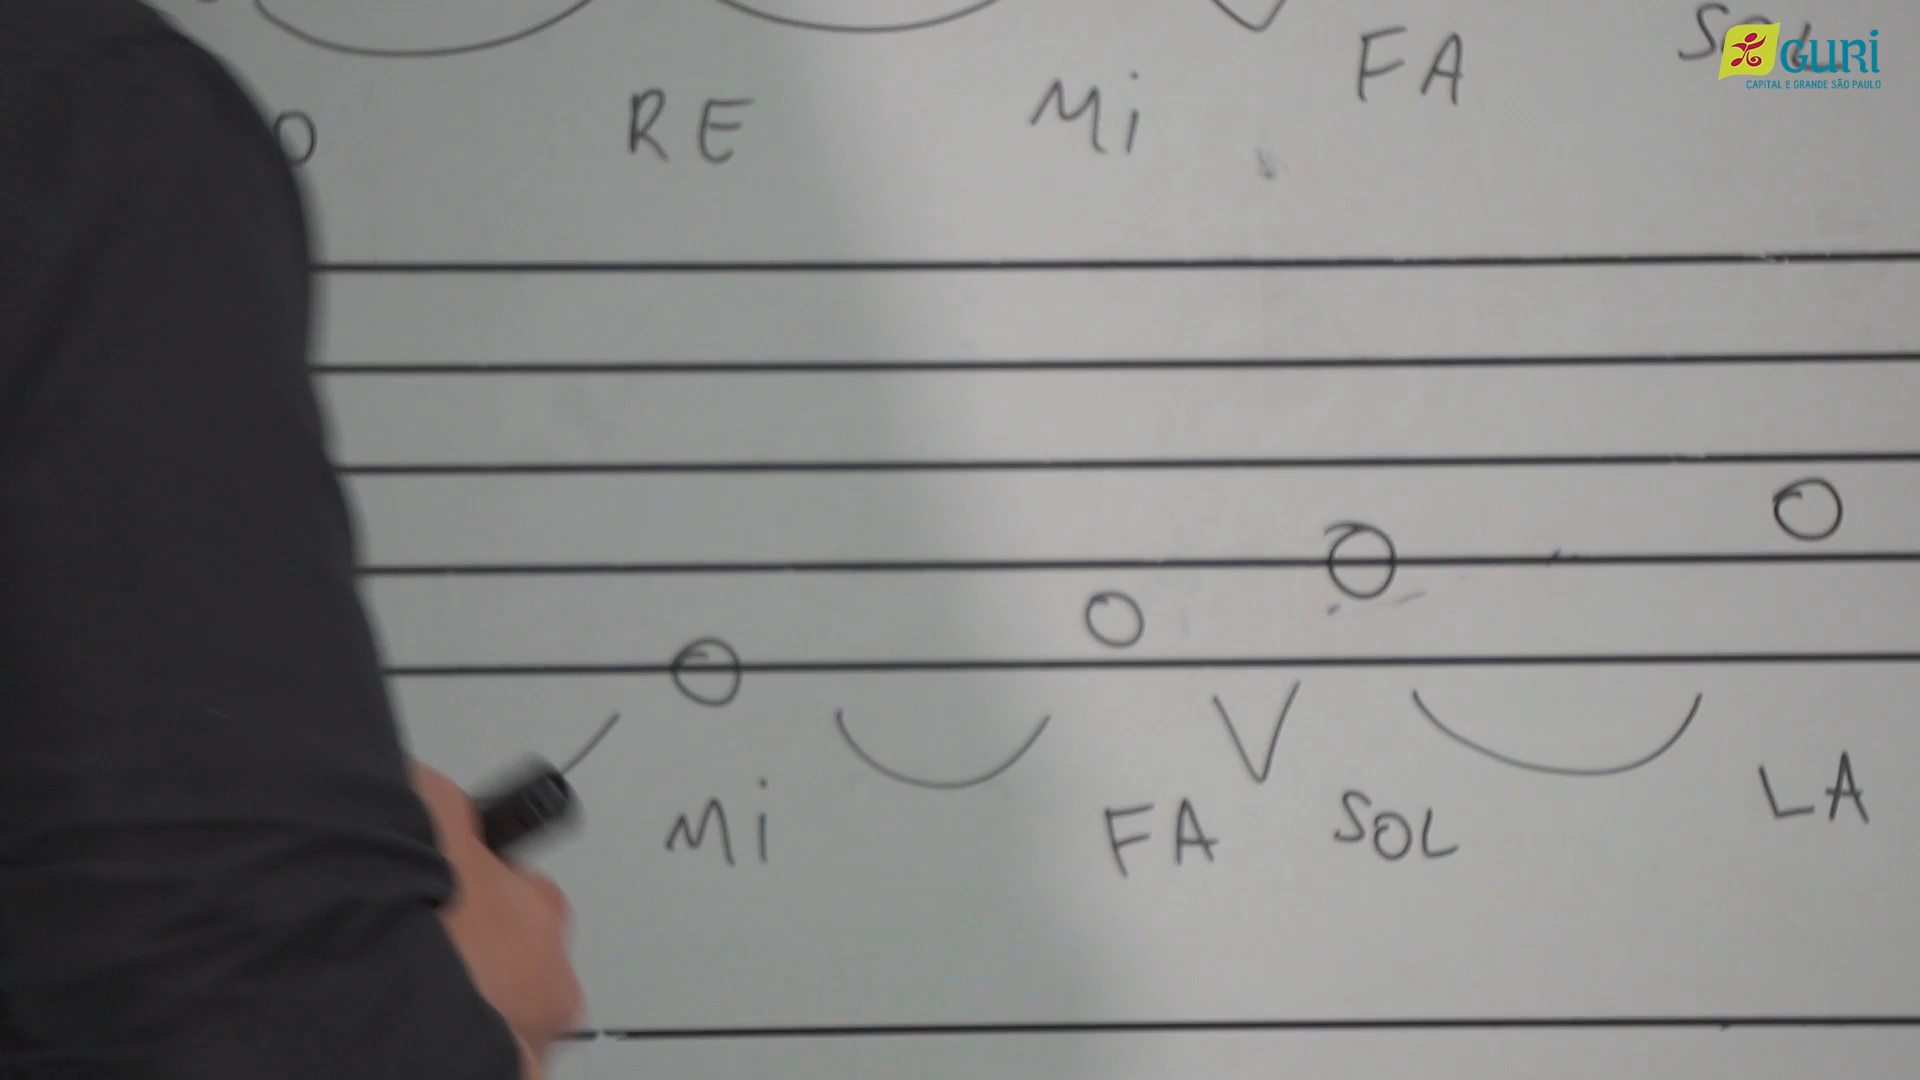 RE Mi FA
GURi
CAPITAL E GRANDE SÃO PAULO
Mi FA V SOL LA